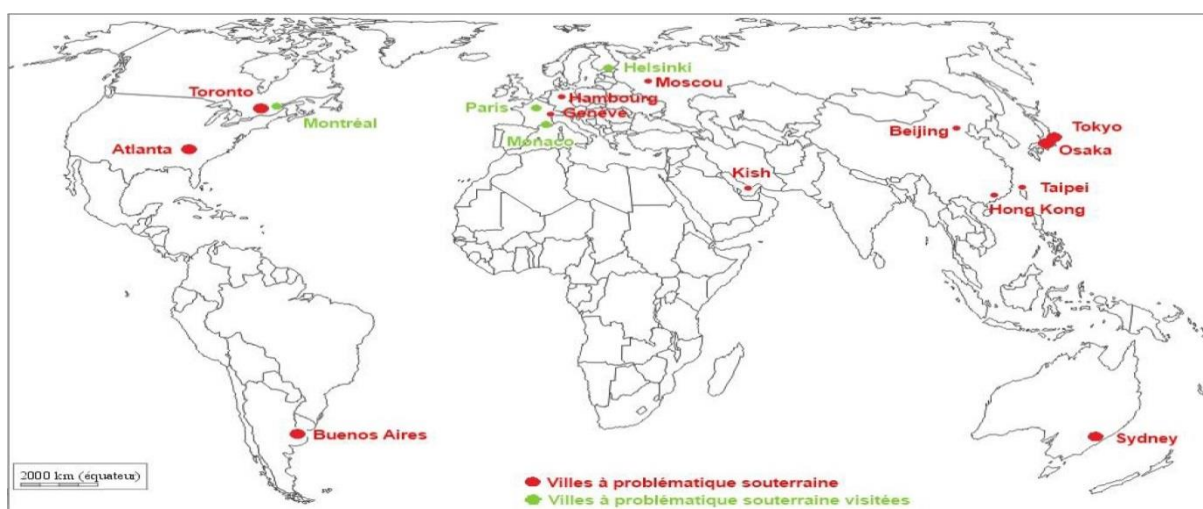 Helsinki
Moscou
Toronto
Hambourg
Paris
Genève
Montréal
Monaco
Beijing
Tokyo
Osaka
Atlanta
Kish
Taipei
Hong Kong
Buenos Aires
Sydney
2000 km (équateur)
Villes à problématique souterraine
Villes à problématique souterraine visitées